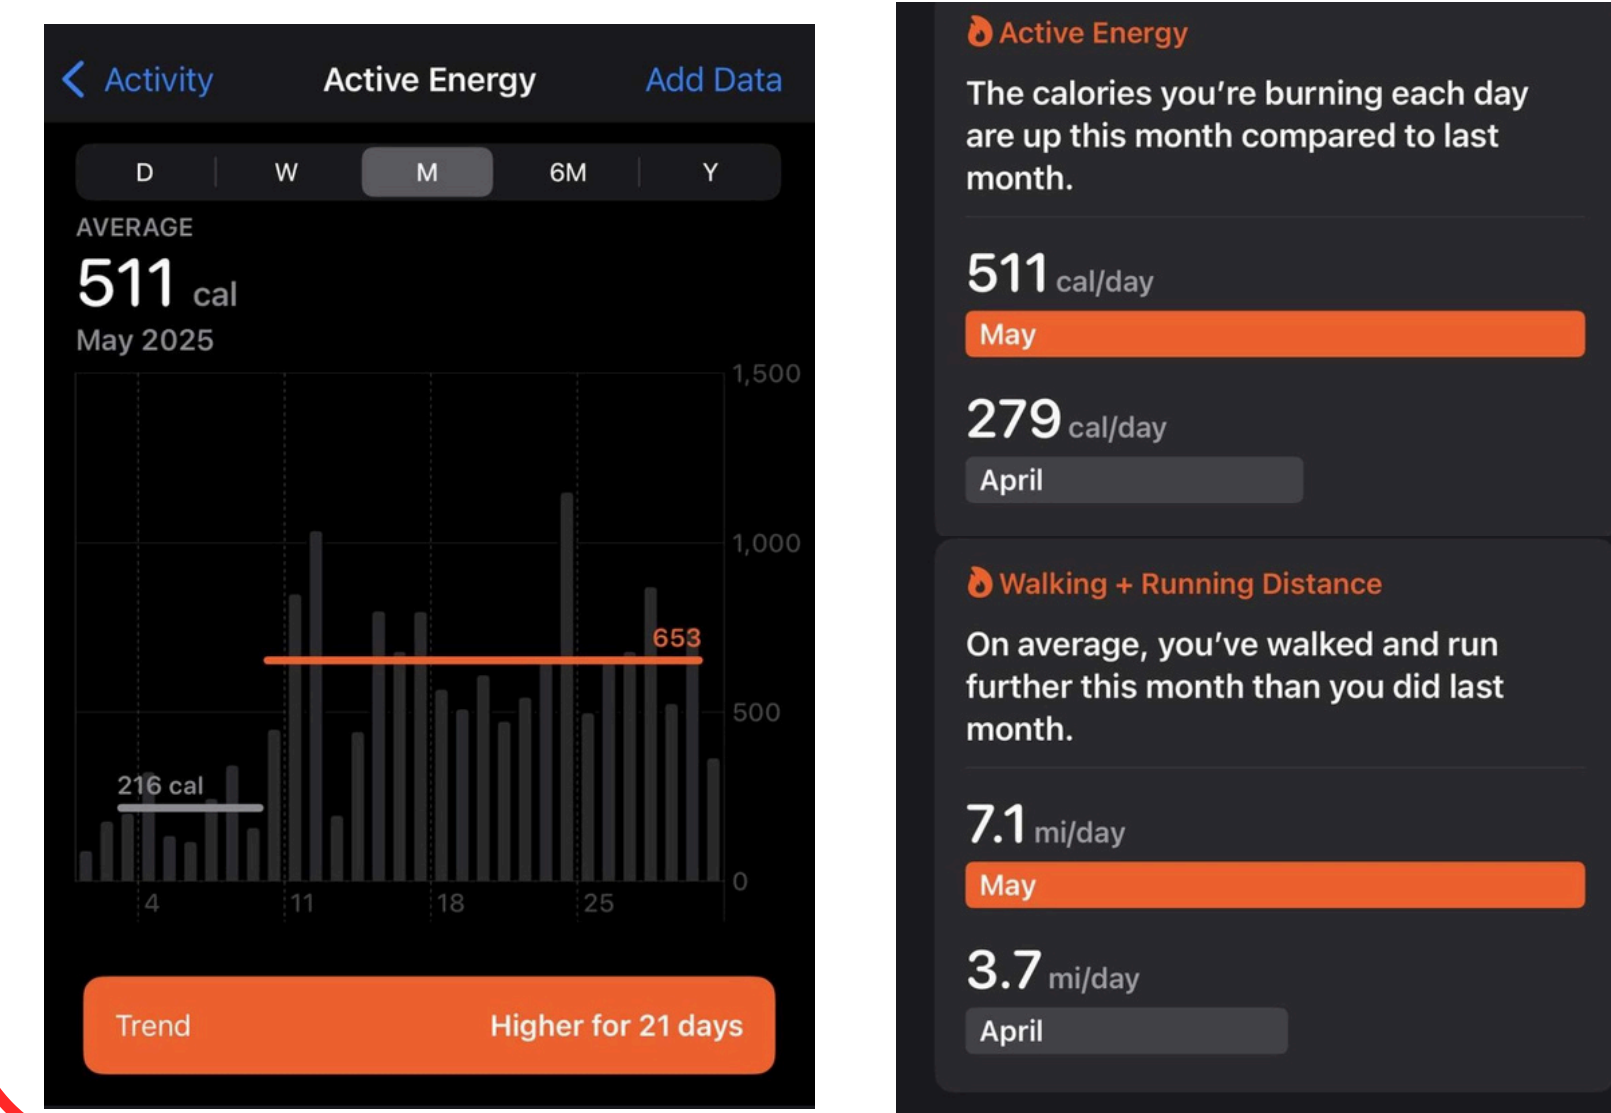 Activity
Active Energy
Add Data
D
W
M
6M
Y
AVERAGE
511 cal
May 2025
1,500
1,000
653
500
216 cal
0
4
11
18
25
Trend
Higher for 21 days
Active Energy
The calories you’re burning each day
are up this month compared to last
month.
511 cal/day
May
279 cal/day
April
Walking + Running Distance
On average, you’ve walked and run
further this month than you did last
month.
7.1 mi/day
May
3.7 mi/day
April